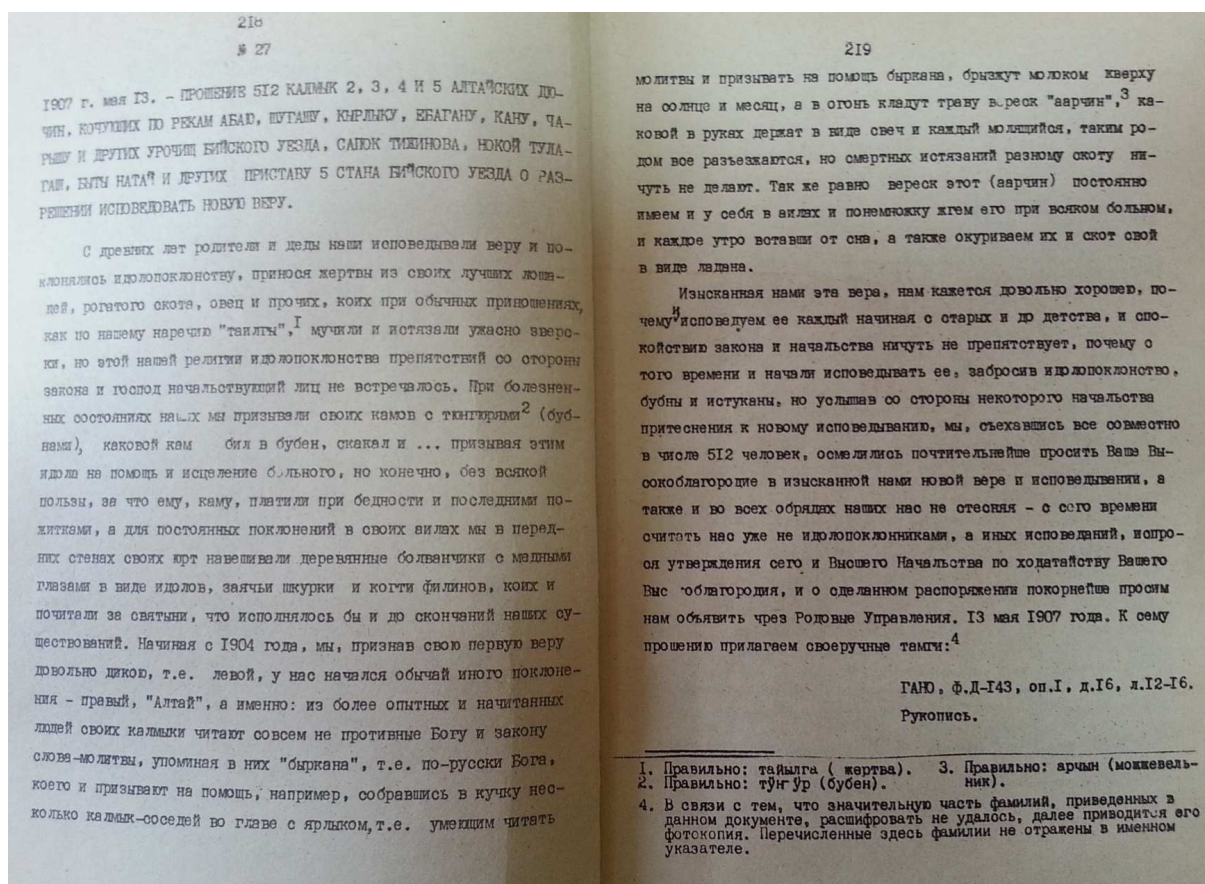 218
№ 27
1907 г. мая 13. - ПРОШЕНИЕ 512 КАЛМЫК 2, 3, 4 И 5 АЛТАЙСКИХ ДЮ-
ЧИН, КОЧУЮЩИХ ПО РЕКАМ АБАЮ, ШУГАШУ, КЫРЛЫКУ, ЕБАГАНУ, КАНУ, ЧА-
РЫШУ И ДРУГИХ УРОЧИЩ БИЙСКОГО УЕЗДА, САПОК ТИЖИНОВА, НОКОЙ ТУЛА-
ГАШ, БЫТЫ НАТАЙ И ДРУГИХ ПРИСТАВУ 5 СТАНА БИЙСКОГО УЕЗДА О РАЗ-
РЕШЕНИИ ИСПОВЕДОВАТЬ НОВУЮ ВЕРУ.
С древних лет родители и деды наши исповедывали веру и по-
клонялись идолопоклонству, принося жертвы из своих лучших лоша-
дей, рогатого скота, овец и прочих, коих при обычных приношениях,
как по нашему наречию "таилгы",1 мучили и истязали ужасно зверс-
ки, но этой нашей религии идолопоклонства препятствий со стороны
закона и господ начальствующий лиц не встречалось. При болезнен-
ных состояниях наших мы призывали своих камов с тюнгюрями2 (буб-
нами), каковой кам бил в бубен, скакал и ... призывая этим
идола на помощь и исцеление больного, но конечно, без всякой
пользы, за что ему, каму, платили при бедности и последними по-
житками, а для постоянных поклонений в своих аилах мы в перед-
них стенах своих юрт навешивали деревянные болванчики с медными
глазами в виде идолов, заячьи шкурки и когти филинов, коих и
почитали за святыни, что исполнялось бы и до скончаний наших су-
ществований. Начиная с 1904 года, мы, признав свою первую веру
довольно дикою, т.е. левой, у нас начался обычай иного поклоне-
ния - правый, "Алтай", а именно: из более опытных и начитанных
людей своих калмыки читают совсем не противные Богу и закону
слова-молитвы, упоминая в них "быркана", т.е. по-русски Бога,
коего и призывают на помощь, например, собравшись в кучку нес-
колько калмык-соседей во главе с ярлыком, т.е. умеющим читать
219
молитвы и призывать на помощь быркана, брызжут молоком кверху
на солнце и месяц, а в огонь кладут траву вереск "аарчин",3 ка-
ковой в руках держат в виде свеч и каждый молящийся, таким ро-
дом все разъезжаются, но смертных истязаний разному скоту ни-
чуть не делают. Так же равно вереск этот (аарчин) постоянно
имеем и у себя в аилах и понемножку жгем его при всяком больном,
и каждое утро вставши от сна, а также окуриваем их и скот свой
в виде ладана.
Изысканная нами эта вера, нам кажется довольно хорошею, по-
чему и исповедуем ее каждый начиная с старых и до детства, и спо-
койствию закона и начальства ничуть не препятствует, почему с
того времени и начали исповедывать ее, забросив идолопоклонство,
бубны и истуканы, но услышав со стороны некоторого начальства
притеснения к новому исповедыванию, мы, съехавшись все совместно
в числе 512 человек, осмелились почтительнейше просить Ваше Вы-
сокоблагородие в изысканной нами новой вере и исповедывании, а
также и во всех обрядах наших нас не стесняя - с сего времени
считать нас уже не идолопоклонниками, а иных исповеданий, испро-
ся утверждения сего и Высшего Начальства по ходатайству Вашего
Высокоблагородия, и о сделанном распоряжении покорнейше просим
нам объявить чрез Родовые Управления. 13 мая 1907 года. К сему
прошению прилагаем своеручные тамги:4
ГАНО, ф.Д-143, оп.1, д.16, л.12-16.
Рукопись.
1. Правильно: тайылга ( жертва). 3. Правильно: арчын (можжевель-
2. Правильно: тӱҥӱр (бубен). ник).
4. В связи с тем, что значительную часть фамилий, приведенных в
данном документе, расшифровать не удалось, далее приводится его
фотокопия. Перечисленные здесь фамилии не отражены в именном
указателе.